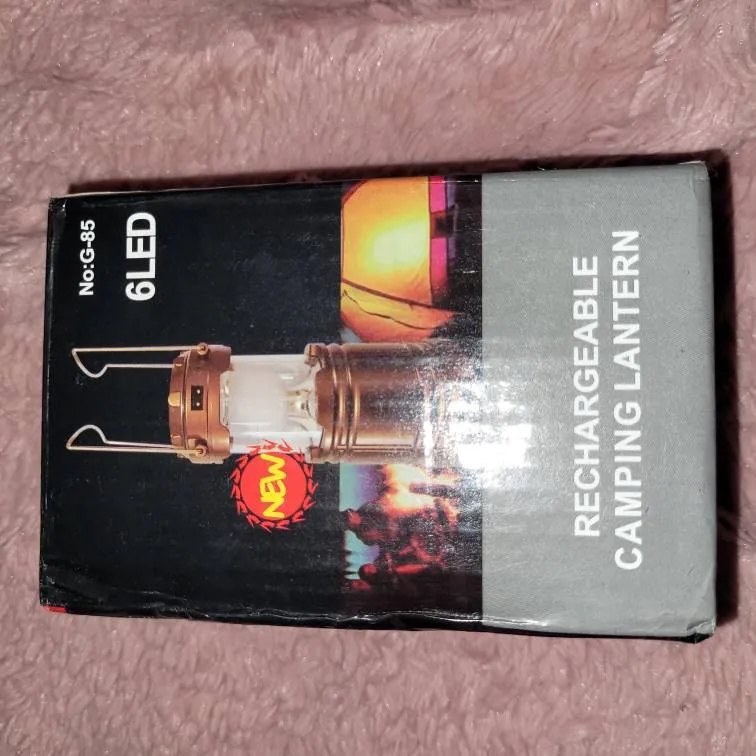 No:G-85
6LED
NEW
RECHARGEABLE
CAMPING LANTERN